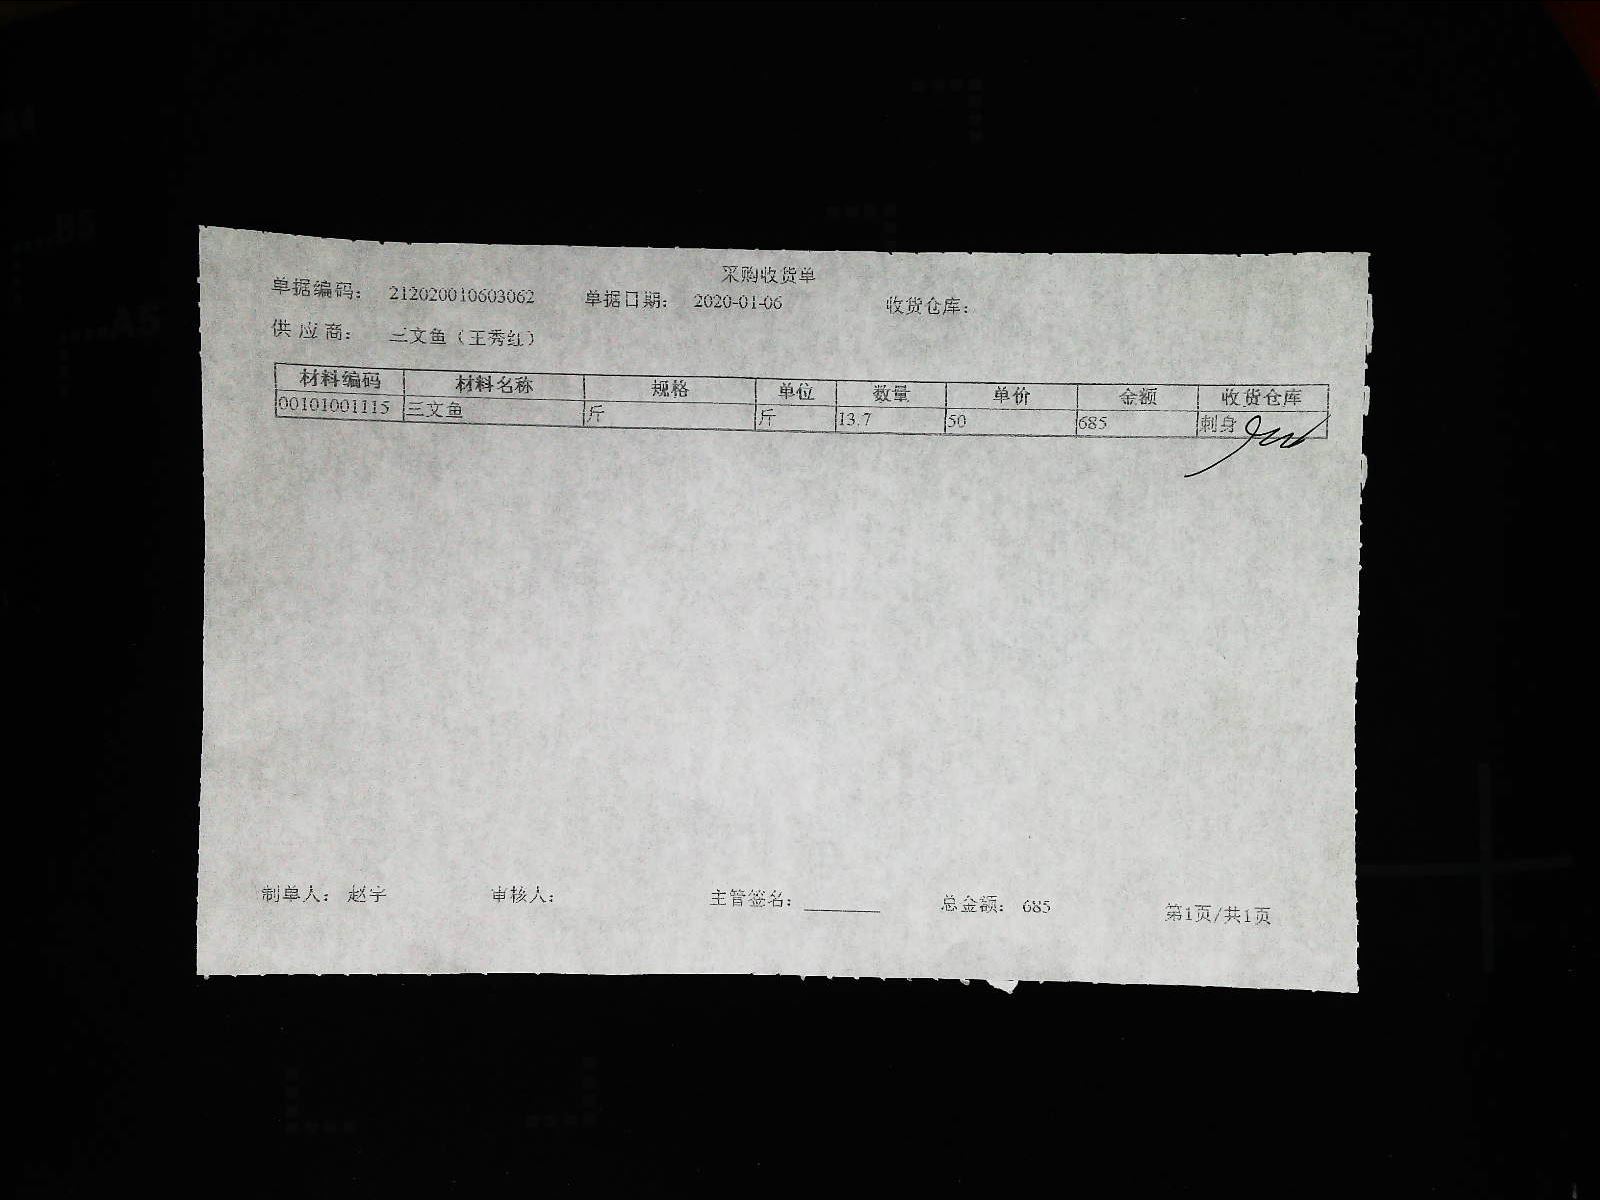 采购收货单
单据编码： 212020010603062 单据日期： 2020-01-06 收货仓库：
供 应 商： 三文鱼（王秀红）
材料编码 材料名称 规格 单位 数量 单价 金额 收货仓库
00101001115 三文鱼 斤 斤 13.7 50 685 刺身
制单人： 赵宇 审核人： 主管签名： 总金额： 685 第1页/共1页